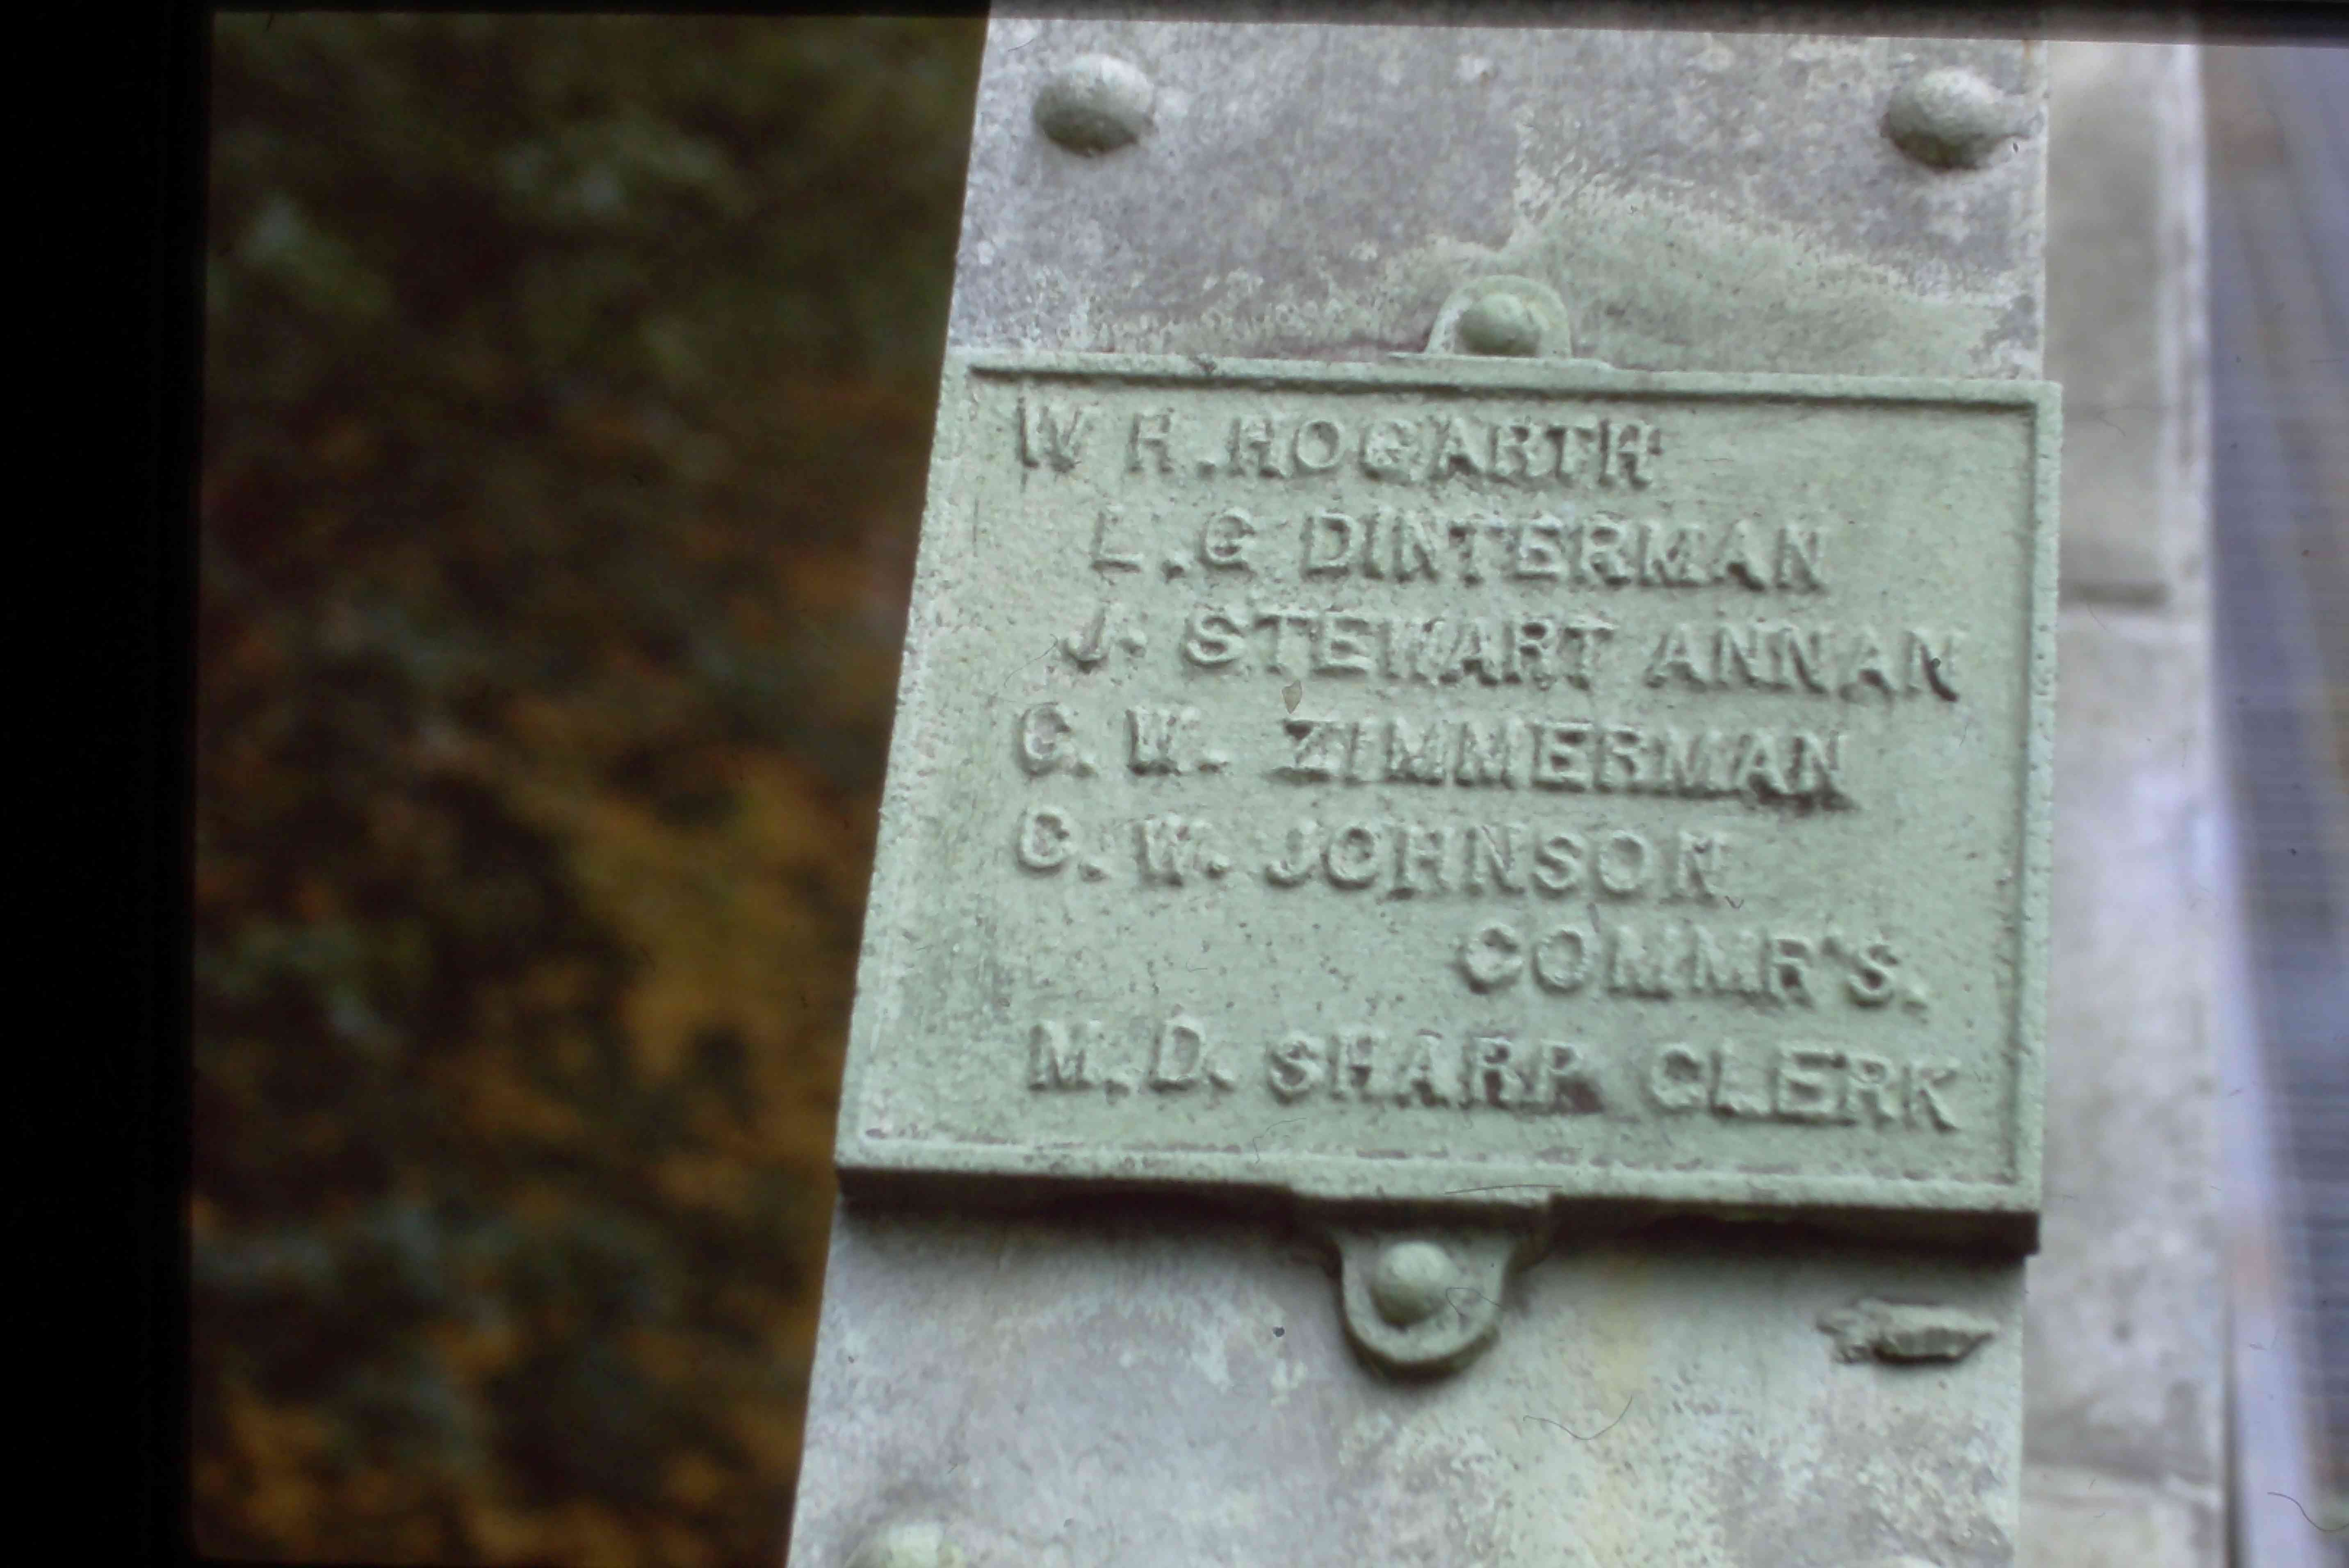 W H. HOGARTH
L. G DINTERMAN
J. STEWART ANNAN
G. W. ZIMMERMAN
C. W. JOHNSON
COMMR'S.
M. D. SHARP CLERK